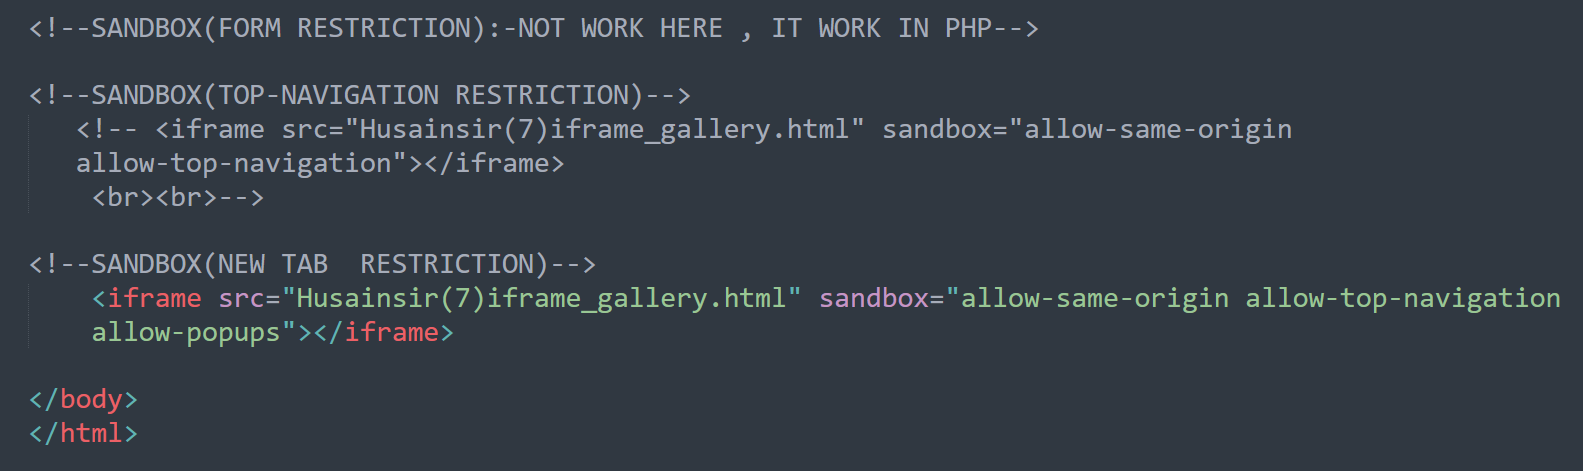 <!--SANDBOX(FORM RESTRICTION):-NOT WORK HERE , IT WORK IN PHP-->
<!--SANDBOX(TOP-NAVIGATION RESTRICTION)-->
<!-- <iframe src="Husainsir(7)iframe_gallery.html" sandbox="allow-same-origin
allow-top-navigation"></iframe>
<br><br>-->
<!--SANDBOX(NEW TAB  RESTRICTION)-->
<iframe src="Husainsir(7)iframe_gallery.html" sandbox="allow-same-origin allow-top-navigation
allow-popups"></iframe>
</body>
</html>